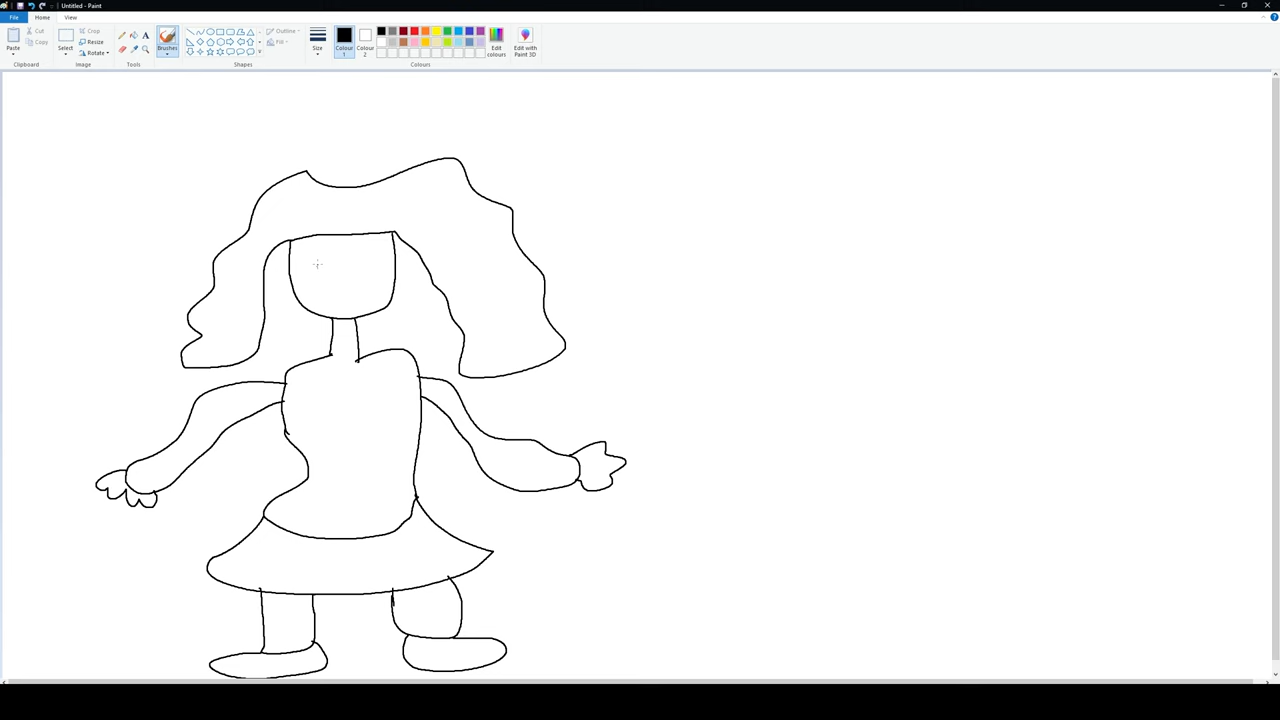 Untitled - Paint
File Home View
Paste Cut Copy Select Crop Resize Rotate A Brushes Outline Fill Size Colour 1 Colour 2 Edit colours Edit with Paint 3D
Clipboard Image Tools Shapes Colours